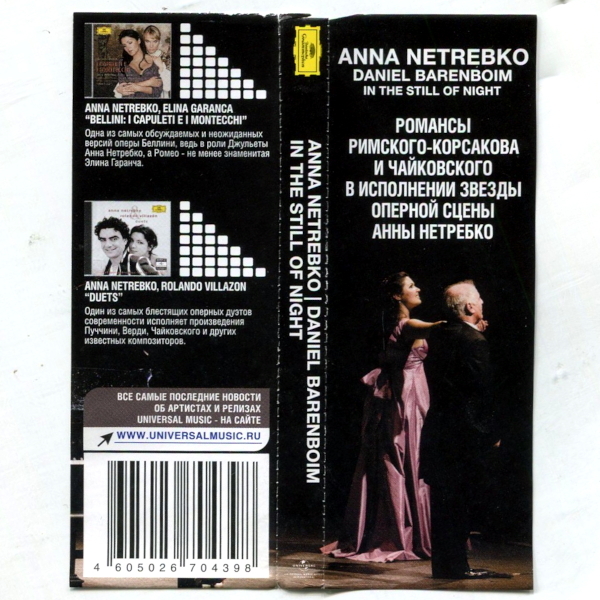 ANNA NETREBKO, ELINA GARANCA
"BELLINI: I CAPULETI E I MONTECCHI"
Одна из самых обсуждаемых и неожиданных
версий оперы Беллини, ведь в роли Джульеты
Анна Нетребко, а Ромео - не менее знаменитая
Элина Гаранча.
ANNA NETREBKO, ROLANDO VILLAZON
"DUETS"
Один из самых блестящих оперных дуэтов
современности исполняет произведения
Пуччини, Верди, Чайковского и других
известных композиторов.
ВСЕ САМЫЕ ПОСЛЕДНИЕ НОВОСТИ
ОБ АРТИСТАХ И РЕЛИЗАХ
UNIVERSAL MUSIC - НА САЙТЕ
WWW.UNIVERSALMUSIC.RU
4 605026 704398
ANNA NETREBKO | DANIEL BARENBOIM
IN THE STILL OF NIGHT
UNIVERSAL
ANNA NETREBKO
DANIEL BARENBOIM
IN THE STILL OF NIGHT
РОМАНСЫ
РИМСКОГО-КОРСАКОВА
И ЧАЙКОВСКОГО
В ИСПОЛНЕНИИ ЗВЕЗДЫ
ОПЕРНОЙ СЦЕНЫ
АННЫ НЕТРЕБКО